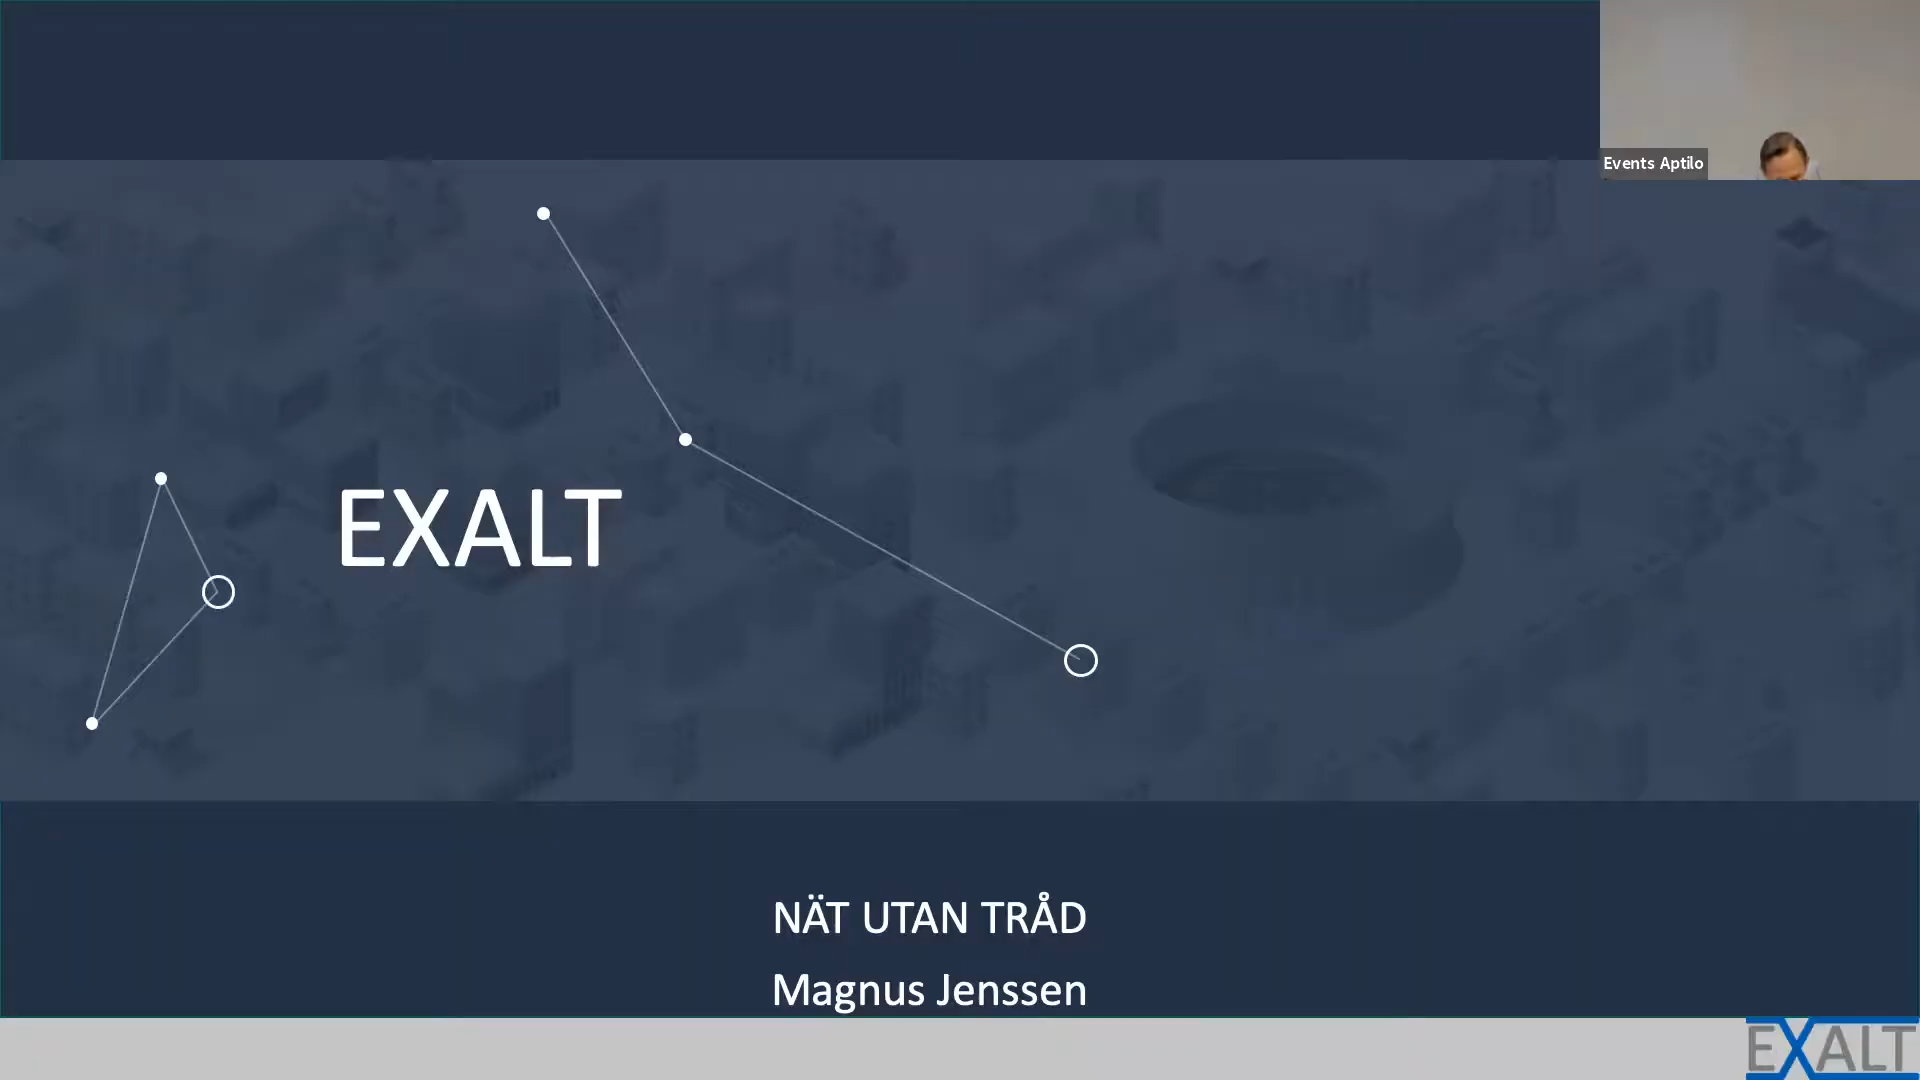 Events Aptilo
EXALT
NÄT UTAN TRÅD
Magnus Jenssen
EXALT